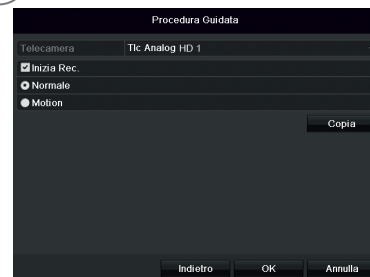 Procedura Guidata
Telecamera Tlc Analog HD 1
Inizia Rec.
Normale
Motion
Copia
Indietro OK Annulla